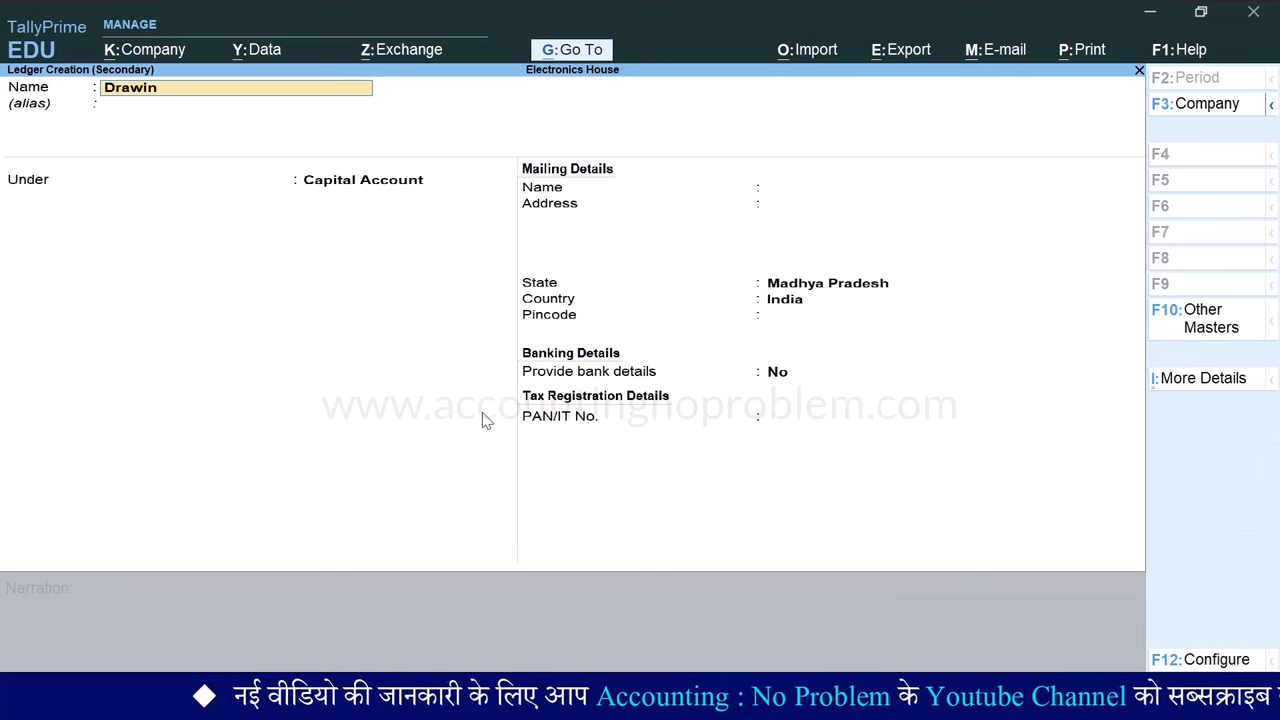 TallyPrime
EDU
MANAGE
K:Company Y:Data Z:Exchange G:Go To O:Import E:Export M:E-mail P:Print F1:Help
Ledger Creation (Secondary) Electronics House
Name : Drawin
(alias) :
Under : Capital Account
Mailing Details
Name :
Address :
State : Madhya Pradesh
Country : India
Pincode :
Banking Details
Provide bank details : No
Tax Registration Details
PAN/IT No. :
www.accountingnoproblem.com
Narration:
F2:Period
F3:Company
F4
F5
F6
F7
F8
F9
F10:Other
Masters
I:More Details
F12:Configure
नई वीडियो की जानकारी के लिए आप Accounting : No Problem के Youtube Channel को सब्सक्राइब